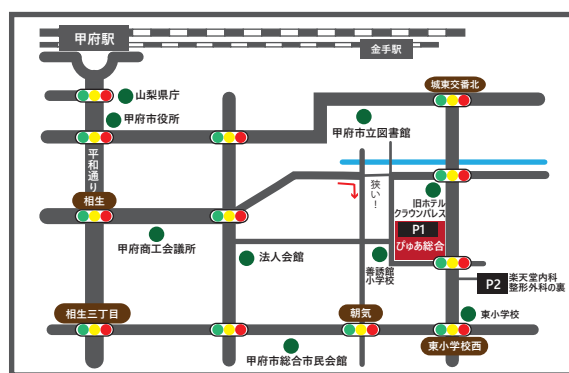 甲府駅
金手駅
山梨県庁
城東交番北
甲府市役所
甲府市立図書館
平和通り
狭い！
相生
旧ホテル
クラウンパレス
P1
ぴゅあ総合
甲府商工会議所
法人会館
善誘館
小学校
P2
楽天堂内科
整形外科の裏
相生三丁目
朝気
東小学校
東小学校西
甲府市総合市民会館